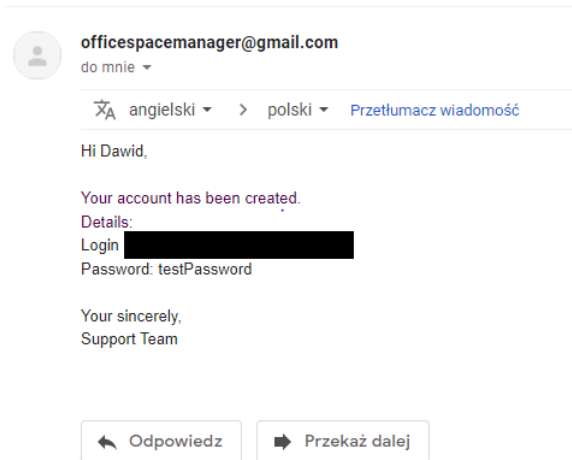 officespacemanager@gmail.com
do mnie
angielski > polski Przetłumacz wiadomość
Hi Dawid,
Your account has been created.
Details:
Login
Password: testPassword
Your sincerely,
Support Team
Odpowiedz Przekaż dalej